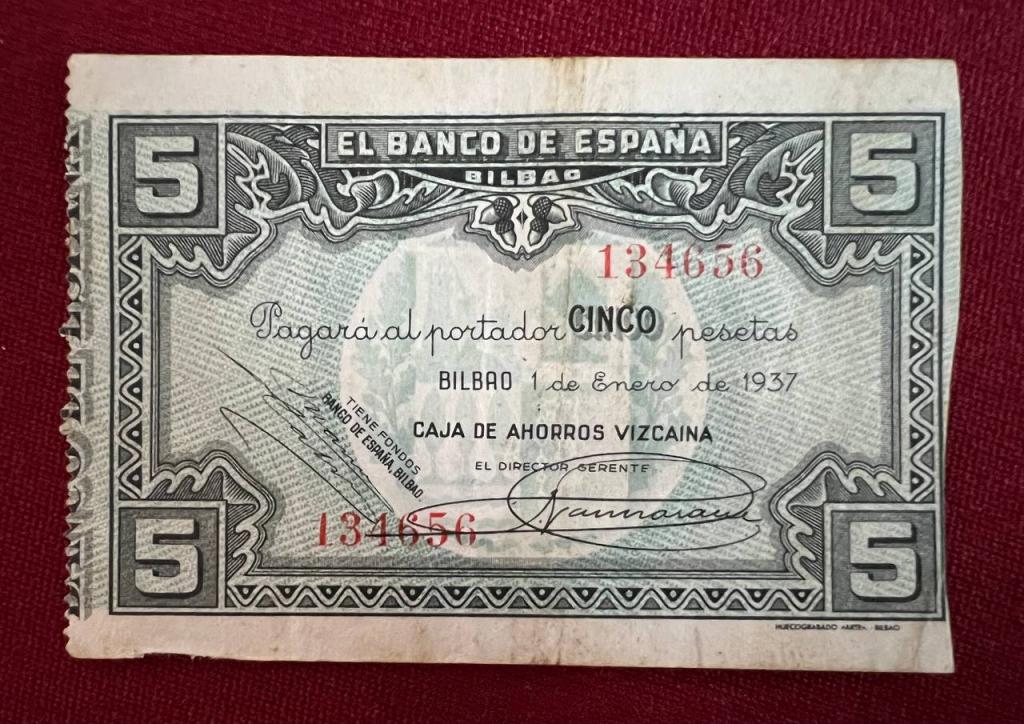 5 EL BANCO DE ESPAÑA 5
BILBAO
134656
Pagará al portador CINCO pesetas
BILBAO 1 de Enero de 1937
TIENE FONDOS
BANCO DE ESPAÑA, BILBAO.
CAJA DE AHORROS VIZCAINA
EL DIRECTOR GERENTE
134656
5 5
HUECOGRABADO ARTE. - BILBAO